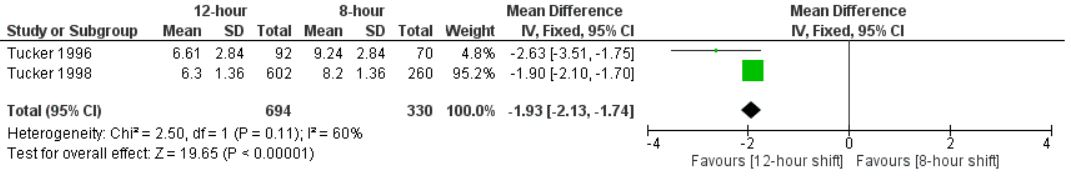 12-hour 8-hour Mean Difference Mean Difference
Study or Subgroup Mean SD Total Mean SD Total Weight IV, Fixed, 95% CI IV, Fixed, 95% CI
Tucker 1996 6.61 2.84 92 9.24 2.84 70 4.8% -2.63 [-3.51, -1.75]
Tucker 1998 6.3 1.36 602 8.2 1.36 260 95.2% -1.90 [-2.10, -1.70]
Total (95% CI) 694 330 100.0% -1.93 [-2.13, -1.74]
Heterogeneity: Chi² = 2.50, df = 1 (P = 0.11); I² = 60%
Test for overall effect: Z = 19.65 (P < 0.00001)
-4 -2 0 2 4
Favours [12-hour shift] Favours [8-hour shift]